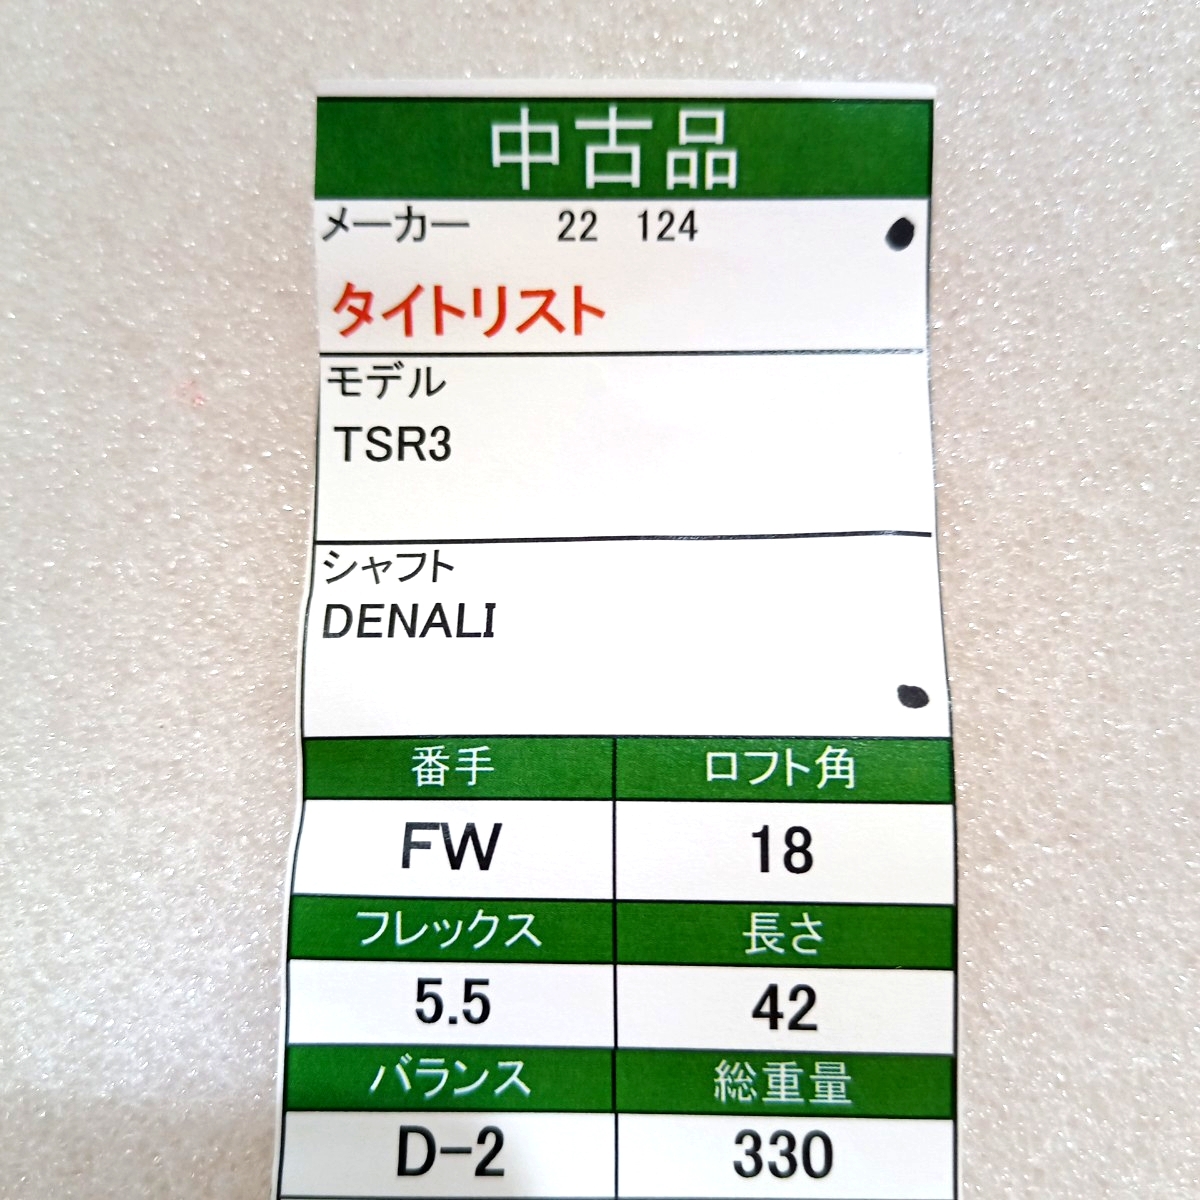 中古品
メーカー 22 124
タイトリスト
モデル
TSR3
シャフト
DENALI
番手 ロフト角
FW 18
フレックス 長さ
5.5 42
バランス 総重量
D-2 330